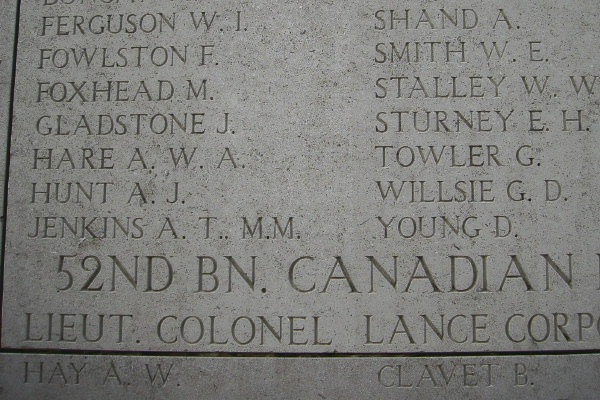 FERGUSON W. I.
FOWLSTON F.
FOXHEAD M.
GLADSTONE J.
HARE A. W. A.
HUNT A. J.
JENKINS A. T., M.M.
SHAND A.
SMITH W. E.
STALLEY W. W
STURNEY E. H.
TOWLER G.
WILLSIE G. D.
YOUNG D.
52ND BN. CANADIAN
LIEUT. COLONEL
HAY A. W.
LANCE CORPO
CLAVET B.